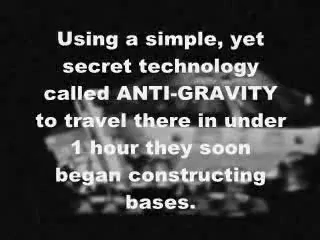 Using a simple, yet
secret technology
called ANTI-GRAVITY
to travel there in under
1 hour they soon
began constructing
bases.